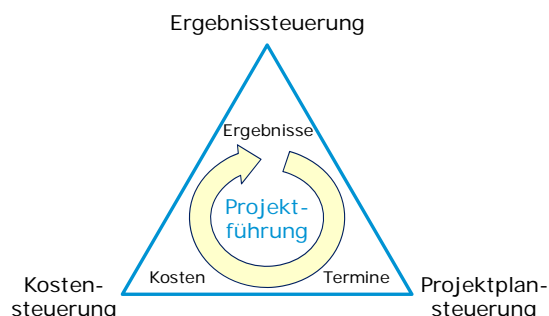 Ergebnissteuerung
Ergebnisse
Projekt-
führung
Kosten
Termine
Kosten-
steuerung
Projektplan-
steuerung